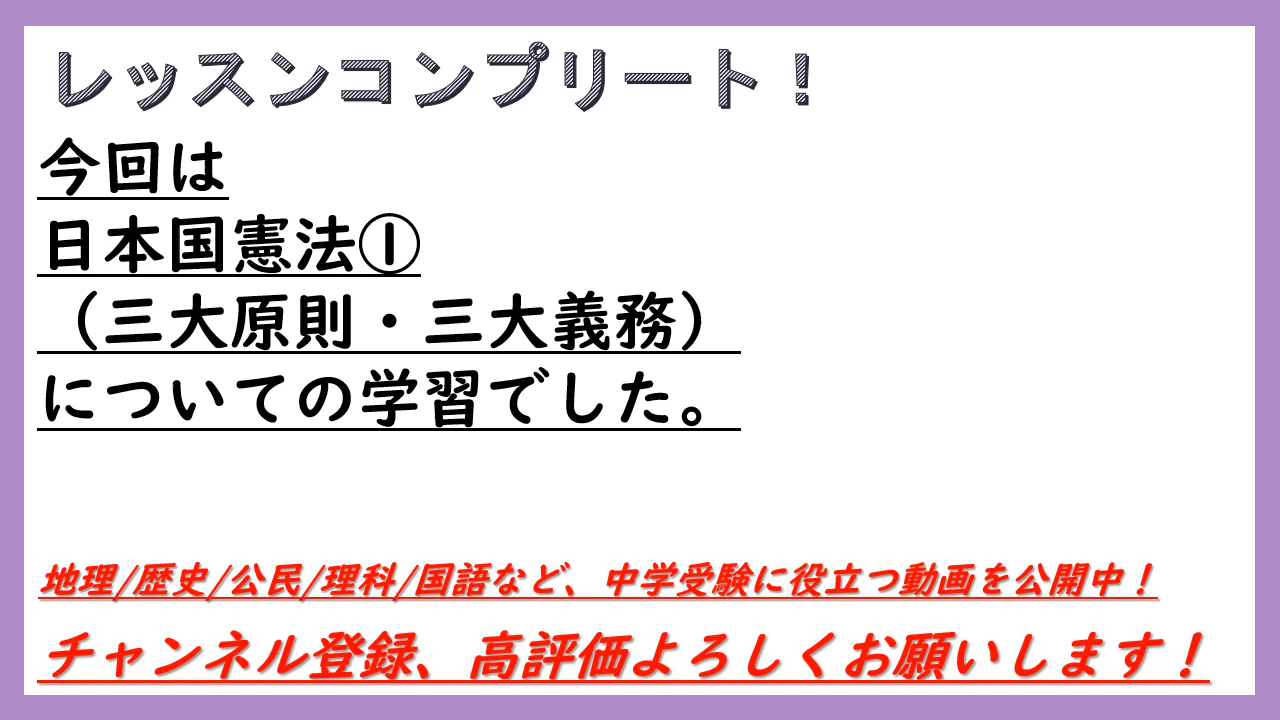 レッスンコンプリート！
今回は
日本国憲法①
（三大原則・三大義務）
についての学習でした。
地理/歴史/公民/理科/国語など、中学受験に役立つ動画を公開中！
チャンネル登録、高評価よろしくお願いします！